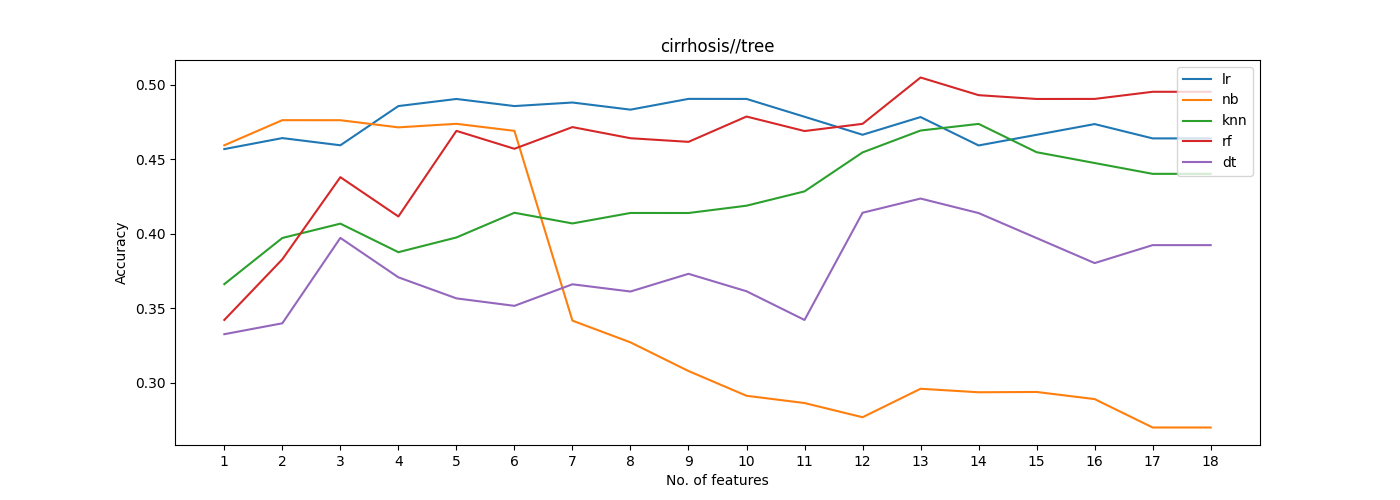 cirrhosis//tree
Accuracy
0.50
0.45
0.40
0.35
0.30
lr
nb
knn
rf
dt
1 2 3 4 5 6 7 8 9 10 11 12 13 14 15 16 17 18
No. of features